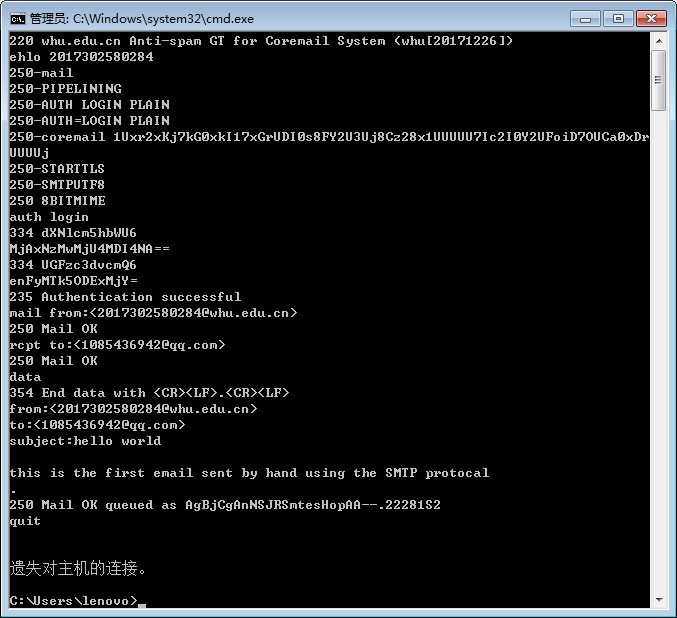 管理员: C:\Windows\system32\cmd.exe
220 whu.edu.cn Anti-spam GT for Coremail System (whu[20171226])
ehlo 2017302580284
250-mail
250-PIPELINING
250-AUTH LOGIN PLAIN
250-AUTH=LOGIN PLAIN
250-coremail 1Uxr2xKj7kG0xkI17xGrUDI0s8FY2U3Uj8Cz28x1UUUUU7Ic2I0Y2UFoiD7OUCa0xDr
UUUUj
250-STARTTLS
250-SMTPUTF8
250 8BITMIME
auth login
334 dXNlcm5hbWU6
MjAxNzMwMjU4MDI4NA==
334 UGFzc3dvcmQ6
enFyMTk5ODExMjY=
235 Authentication successful
mail from:<2017302580284@whu.edu.cn>
250 Mail OK
rcpt to:<1085436942@qq.com>
250 Mail OK
data
354 End data with <CR><LF>.<CR><LF>
from:<2017302580284@whu.edu.cn>
to:<1085436942@qq.com>
subject:hello world
this is the first email sent by hand using the SMTP protocal
.
250 Mail OK queued as AgBjCgAnNSJRSmtesHopAA--.22281S2
quit
遗失对主机的连接。
C:\Users\lenovo>